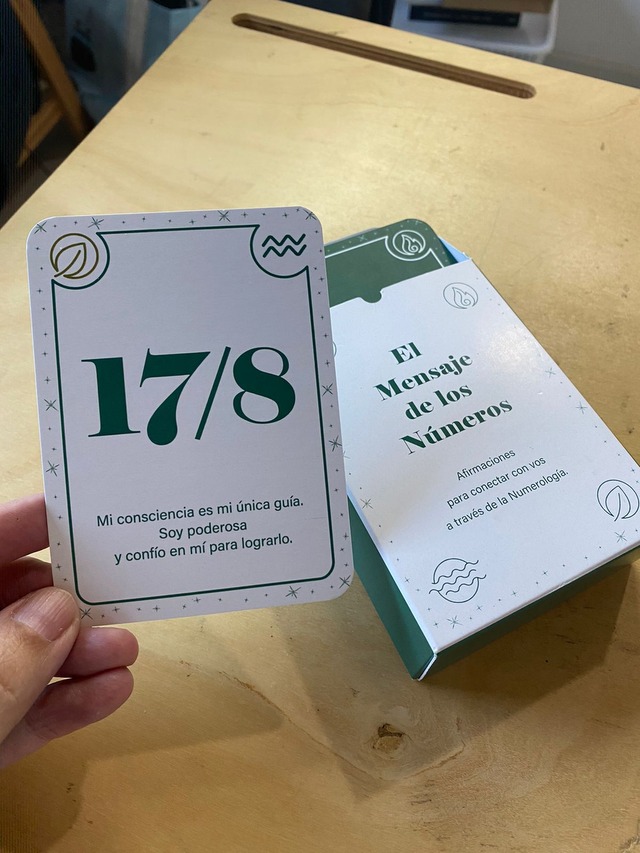 17/8
Mi consciencia es mi única guía.
Soy poderosa
y confío en mí para lograrlo.
El
Mensaje
de los
Números
Afirmaciones
para conectar con vos
a través de la Numerología.